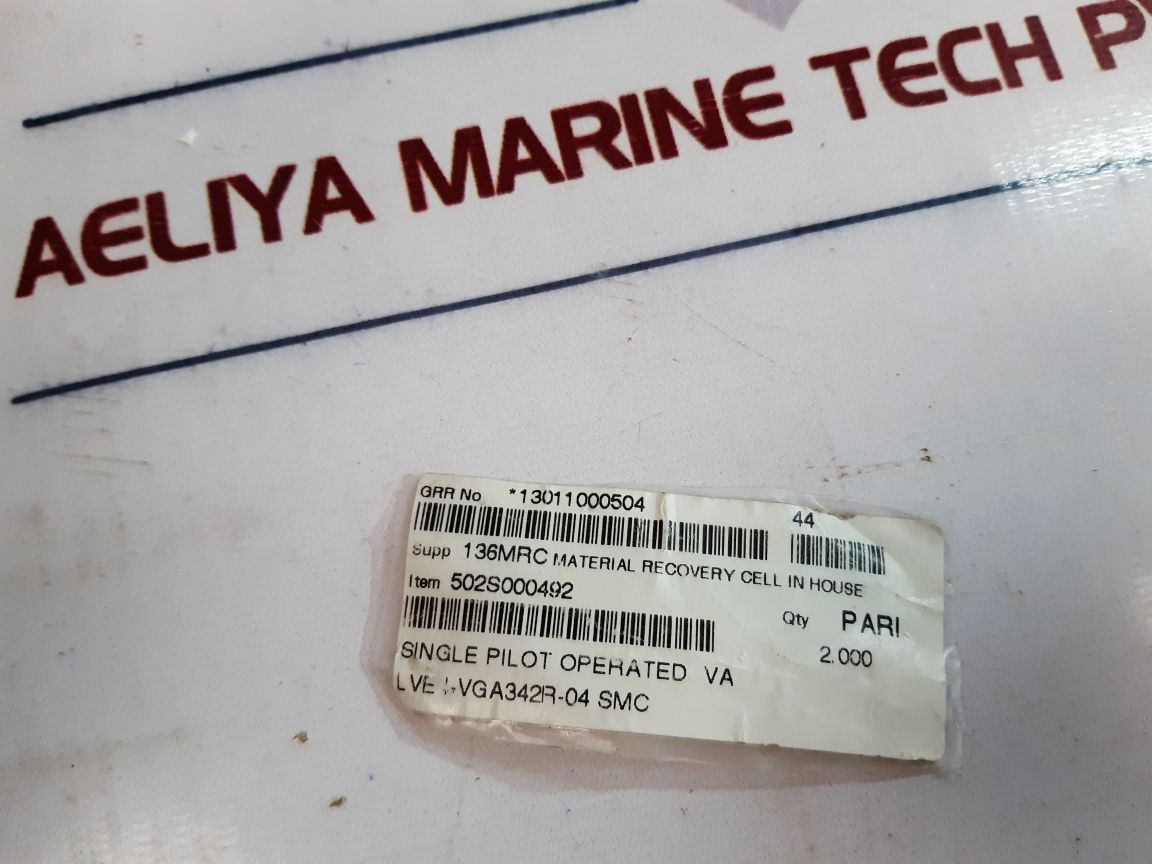 AELIYA MARINE TECH P
GRR No *13011000504 44
Supp 136MRC MATERIAL RECOVERY CELL IN HOUSE
Item 502S000492
Qty PARI
2.000
SINGLE PILOT OPERATED VA
LVE VGA342R-04 SMC